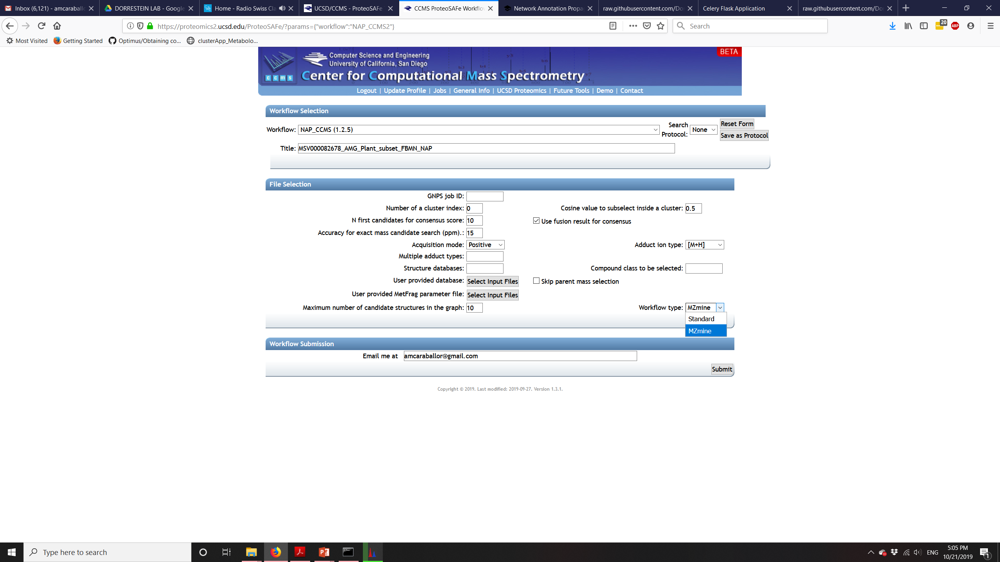 Inbox (6,121) - amcaraballo
DORRESTEIN LAB - Google
Home - Radio Swiss Cla
UCSD/CCMS - ProteoSAFe
CCMS ProteoSAFe Workflow
Network Annotation Propa
raw.githubusercontent.com/Dor
Celery Flask Application
raw.githubusercontent.com/Dor
https://proteomics2.ucsd.edu/ProteoSAFe/?params={"workflow":"NAP_CCMS2"}
Search
20
ABP
Most Visited
Getting Started
Optimus/Obtaining co...
clusterApp_Metabolo...
BETA
Computer Science and Engineering
University of California, San Diego
Center for Computational Mass Spectrometry
CCMS
Logout | Update Profile | Jobs | General Info | UCSD Proteomics | Future Tools | Demo | Contact
Workflow Selection
Workflow: NAP_CCMS (1.2.5)
Search Protocol: None
Reset Form
Save as Protocol
Title: MSV000082678_AMG_Plant_subset_FBMN_NAP
File Selection
GNPS job ID:
Number of a cluster index: 0
Cosine value to subselect inside a cluster: 0.5
N first candidates for consensus score: 10
Use fusion result for consensus
Accuracy for exact mass candidate search (ppm).: 15
Acquisition mode: Positive
Adduct ion type: [M+H]
Multiple adduct types:
Structure databases:
Compound class to be selected:
User provided database: Select Input Files
Skip parent mass selection
User provided MetFrag parameter file: Select Input Files
Maximum number of candidate structures in the graph: 10
Workflow type: MZmine
Standard
MZmine
Workflow Submission
Email me at amcaraballor@gmail.com
Submit
Copyright © 2019. Last modified: 2019-09-27. Version 1.3.1.
Type here to search
ENG
5:05 PM
10/21/2019
1